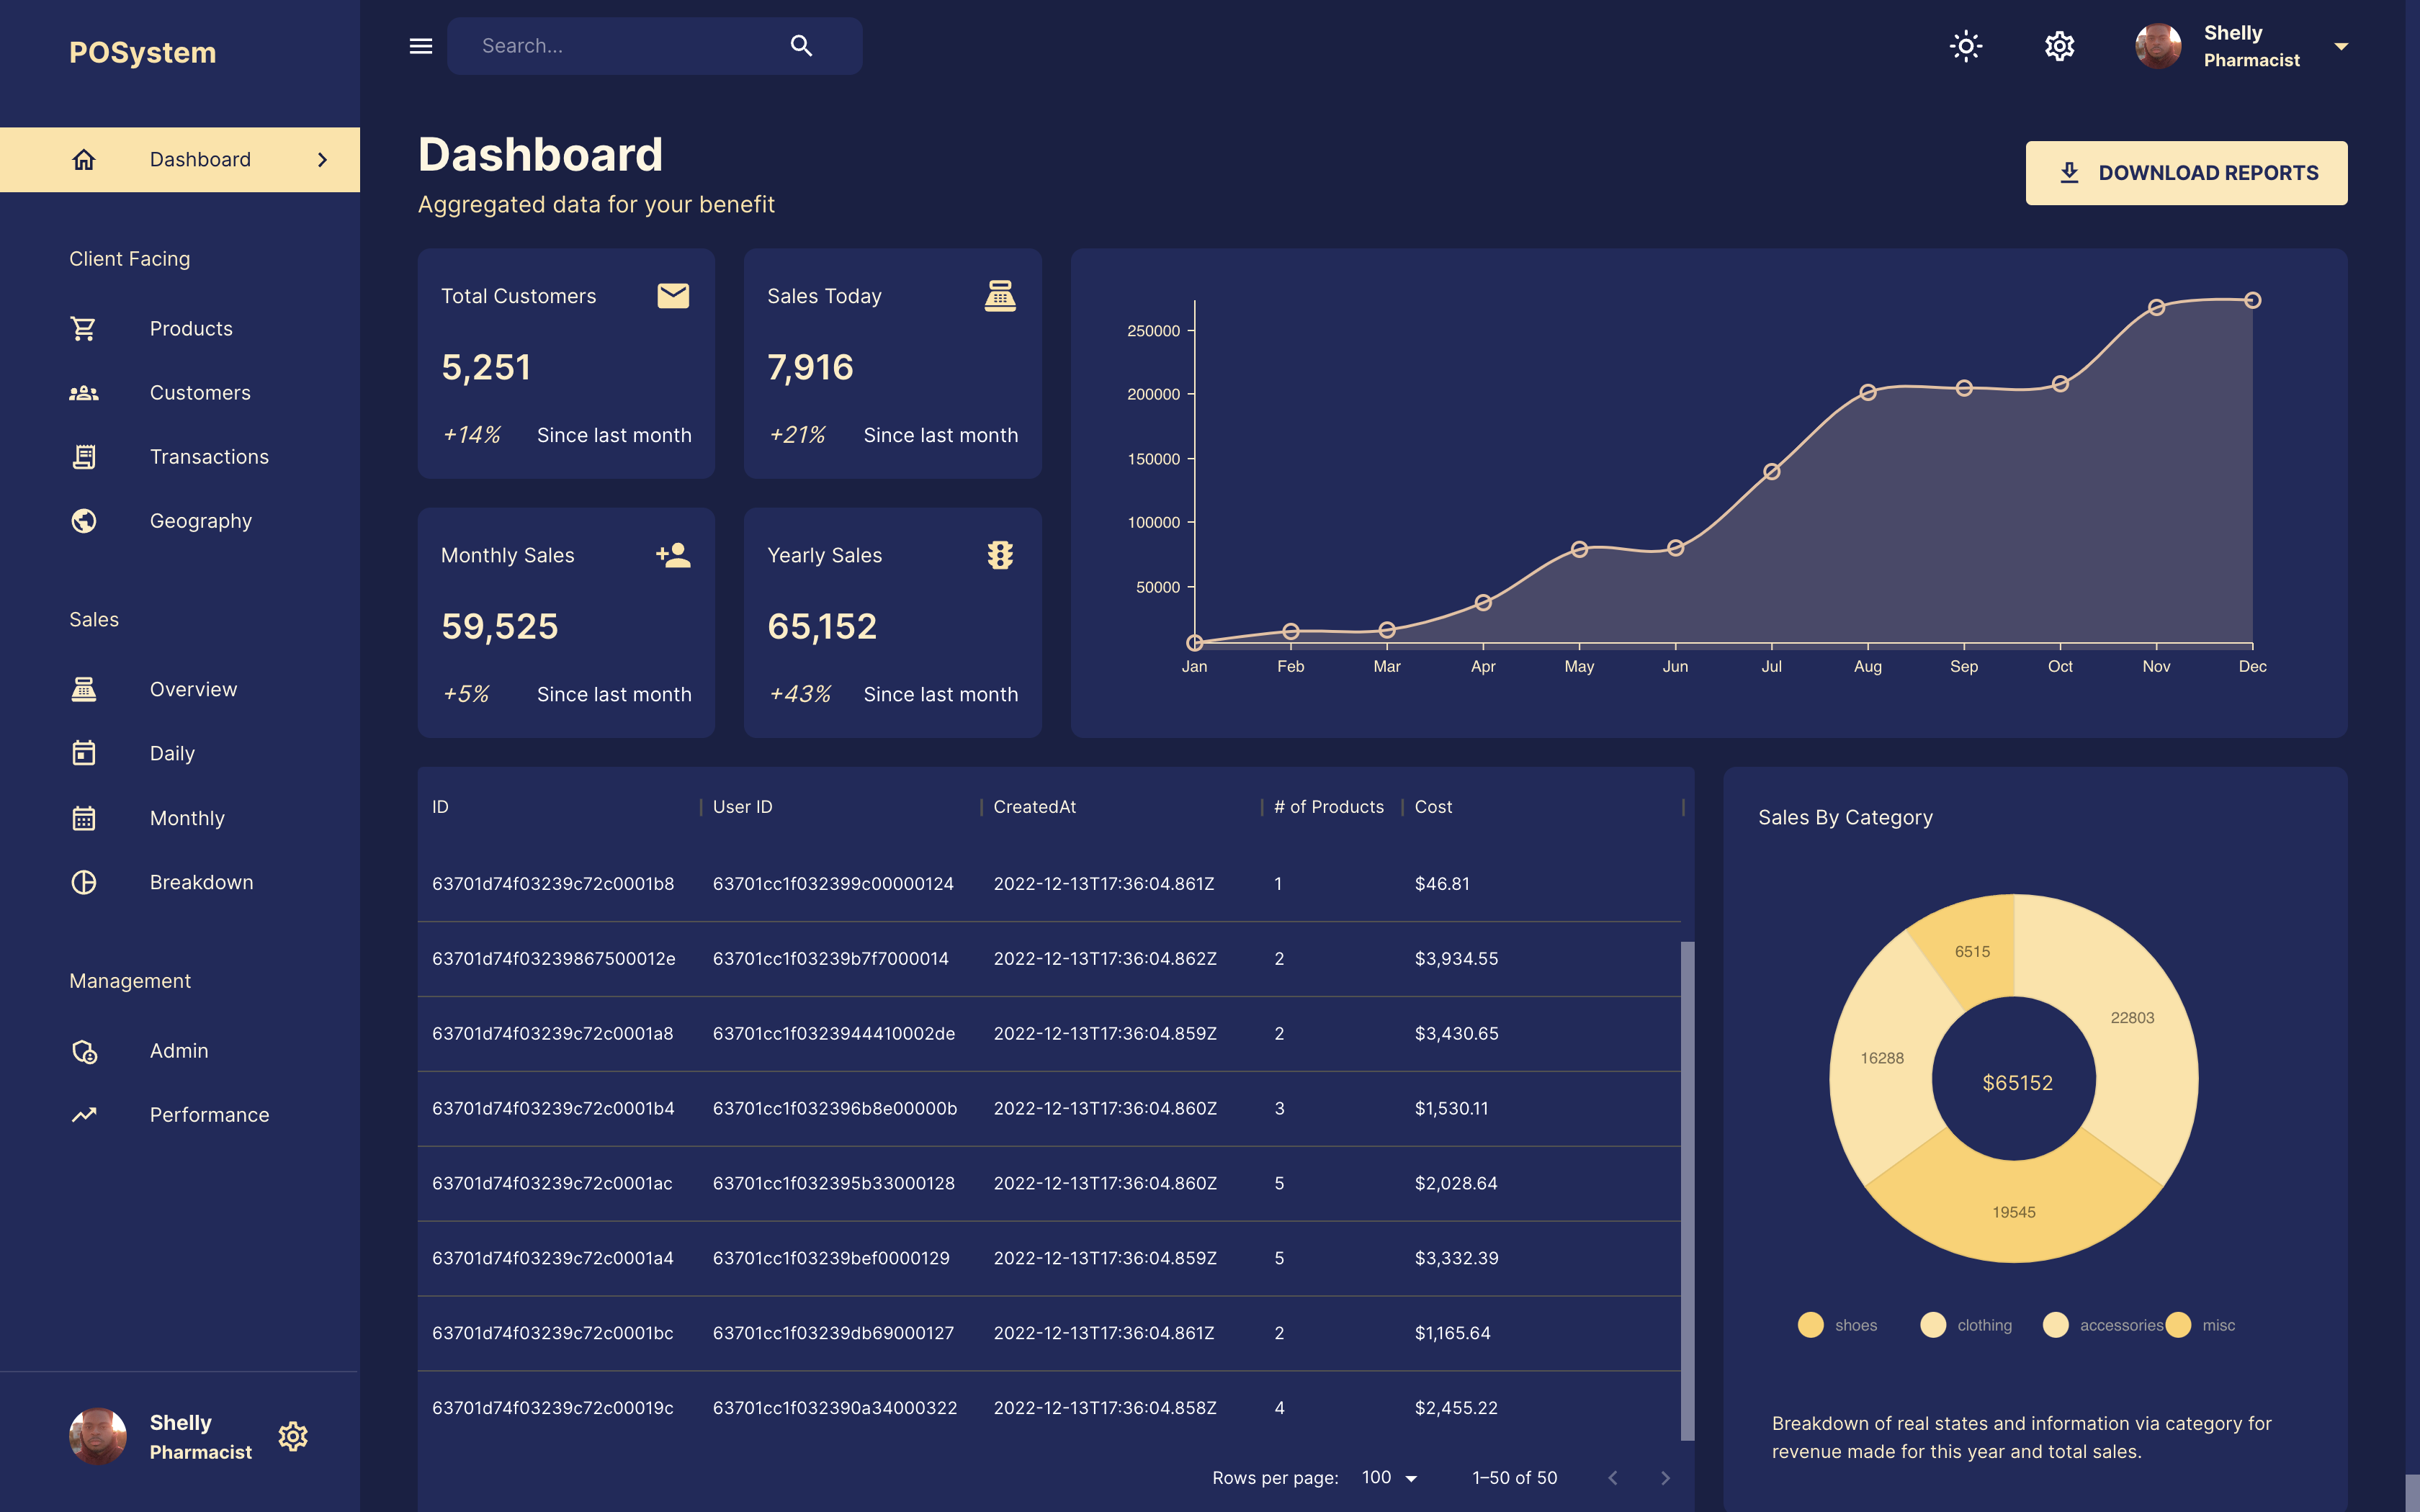 POSystem
Search...
Shelly
Pharmacist
Dashboard
Client Facing
Products
Customers
Transactions
Geography
Sales
Overview
Daily
Monthly
Breakdown
Management
Admin
Performance
Shelly
Pharmacist
Dashboard
Aggregated data for your benefit
DOWNLOAD REPORTS
Total Customers
5,251
+14% Since last month
Sales Today
7,916
+21% Since last month
Monthly Sales
59,525
+5% Since last month
Yearly Sales
65,152
+43% Since last month
250000
200000
150000
100000
50000
Jan Feb Mar Apr May Jun Jul Aug Sep Oct Nov Dec
ID User ID CreatedAt # of Products Cost
63701d74f03239c72c0001b8 63701cc1f032399c00000124 2022-12-13T17:36:04.861Z 1 $46.81
63701d74f03239867500012e 63701cc1f03239b7f7000014 2022-12-13T17:36:04.862Z 2 $3,934.55
63701d74f03239c72c0001a8 63701cc1f0323944410002de 2022-12-13T17:36:04.859Z 2 $3,430.65
63701d74f03239c72c0001b4 63701cc1f032396b8e00000b 2022-12-13T17:36:04.860Z 3 $1,530.11
63701d74f03239c72c0001ac 63701cc1f032395b33000128 2022-12-13T17:36:04.860Z 5 $2,028.64
63701d74f03239c72c0001a4 63701cc1f03239bef0000129 2022-12-13T17:36:04.859Z 5 $3,332.39
63701d74f03239c72c0001bc 63701cc1f03239db69000127 2022-12-13T17:36:04.861Z 2 $1,165.64
63701d74f03239c72c00019c 63701cc1f032390a34000322 2022-12-13T17:36:04.858Z 4 $2,455.22
Rows per page: 100 1–50 of 50
Sales By Category
6515
22803
16288
$65152
19545
shoes clothing accessories misc
Breakdown of real states and information via category for
revenue made for this year and total sales.